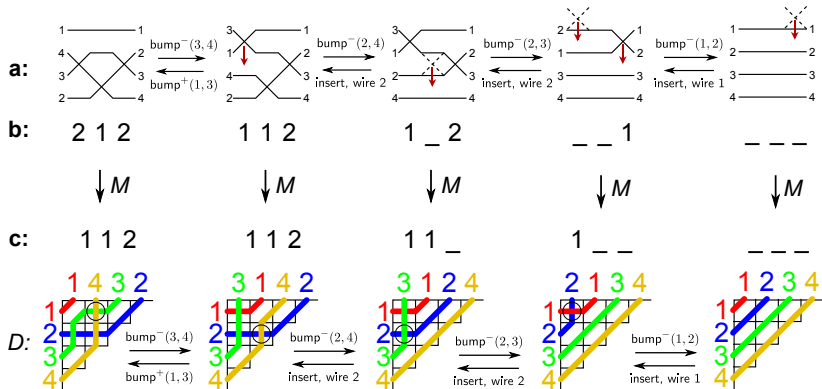 1 1 3 1 3 1 2 1 1 1
bump⁻(3,4) bump⁻(2,4) bump⁻(2,3) bump⁻(1,2)
4 2 1 2 1 2 1 2 2 2
a:
3 3 4 3 2 3 3 3 3 3
bump⁺(1,3) insert, wire 2 insert, wire 2 insert, wire 1
2 4 2 4 4 4 4 4 4 4
b: 2 1 2 1 1 2 1 _ 2 _ _ 1 _ _ _
M M M M M
c: 1 1 2 1 1 2 1 1 _ 1 _ _ _ _ _
1 4 3 2 3 1 4 2 3 1 2 4 2 1 3 4 1 2 3 4
1 1 1 1 1
D: 2 2 2 2 2
3 3 3 3 3
4 4 4 4 4
bump⁻(3,4) bump⁻(2,4) bump⁻(2,3) bump⁻(1,2)
bump⁺(1,3) insert, wire 2 insert, wire 2 insert, wire 1